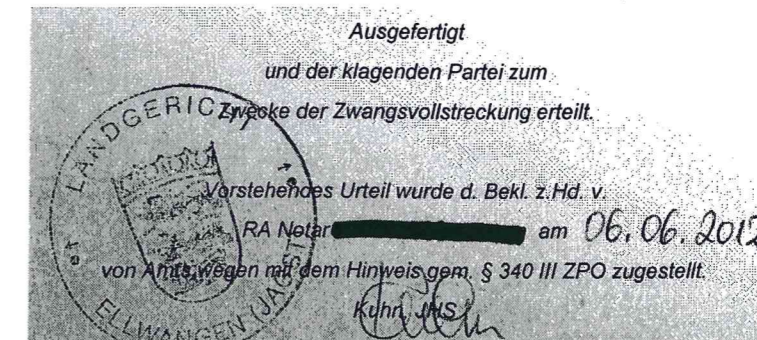 Ausgefertigt
und der klagenden Partei zum
Zwecke der Zwangsvollstreckung erteilt.
LANDGERICHT
ELLWANGEN (JAGST)
Vorstehendes Urteil wurde d. Bekl. z.Hd. v.
RA Notar am 06.06.2012
von Amts wegen mit dem Hinweis gem. § 340 III ZPO zugestellt.
Kuhn, JHS